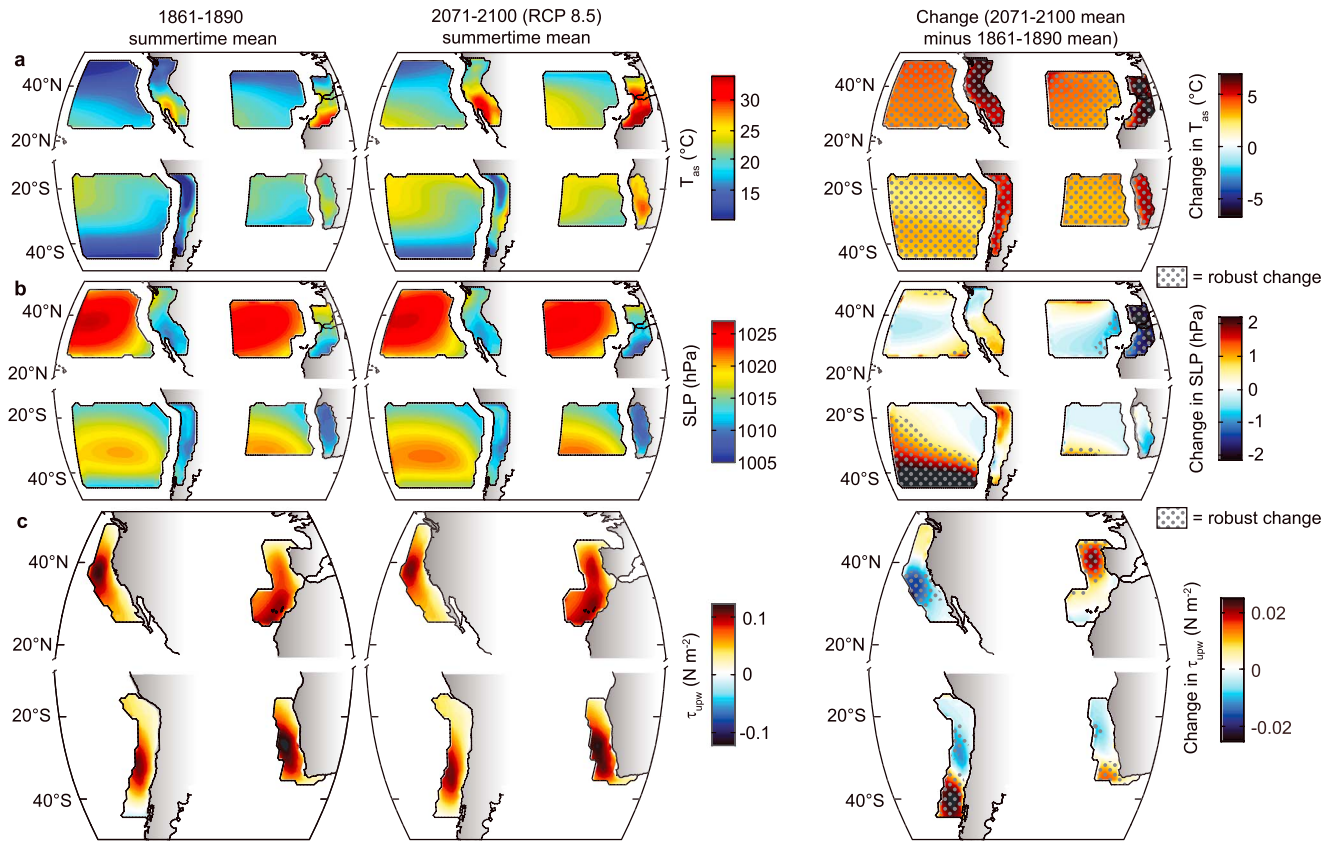 1861-1890
summertime mean
2071-2100 (RCP 8.5)
summertime mean
Change (2071-2100 mean
minus 1861-1890 mean)
a
40°N
20°N
20°S
40°S
30
25
20
15
T_as (°C)
5
0
-5
Change in T_as (°C)
= robust change
b
40°N
20°N
20°S
40°S
1025
1020
1015
1010
1005
SLP (hPa)
2
1
0
-1
-2
Change in SLP (hPa)
= robust change
c
40°N
20°N
20°S
40°S
0.1
0
-0.1
τ_upw (N m⁻²)
0.02
0
-0.02
Change in τ_upw (N m⁻²)